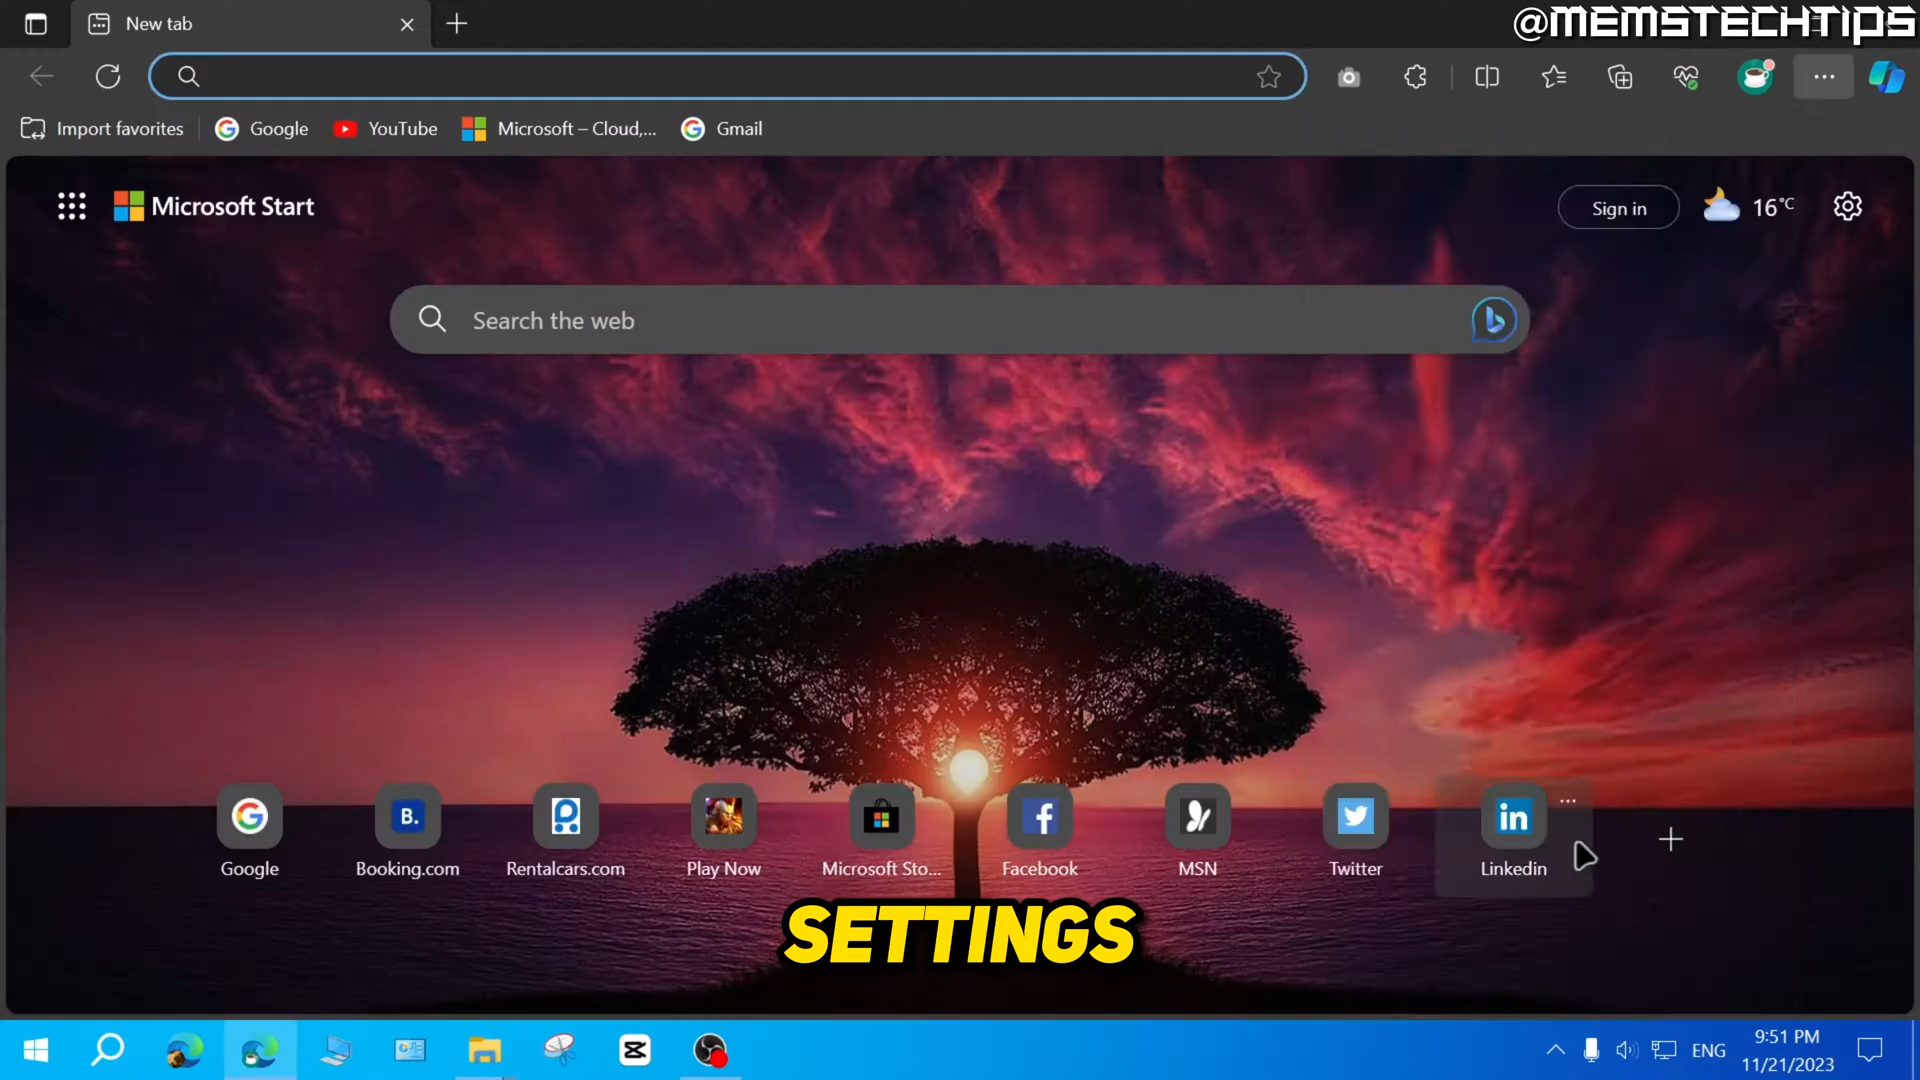 New tab
@MEMSTECHTIPS
Import favorites
Google
YouTube
Microsoft – Cloud,...
Gmail
Microsoft Start
Sign in
16°C
Search the web
Google
Booking.com
Rentalcars.com
Play Now
Microsoft Sto...
Facebook
MSN
Twitter
Linkedin
SETTINGS
ENG
9:51 PM
11/21/2023